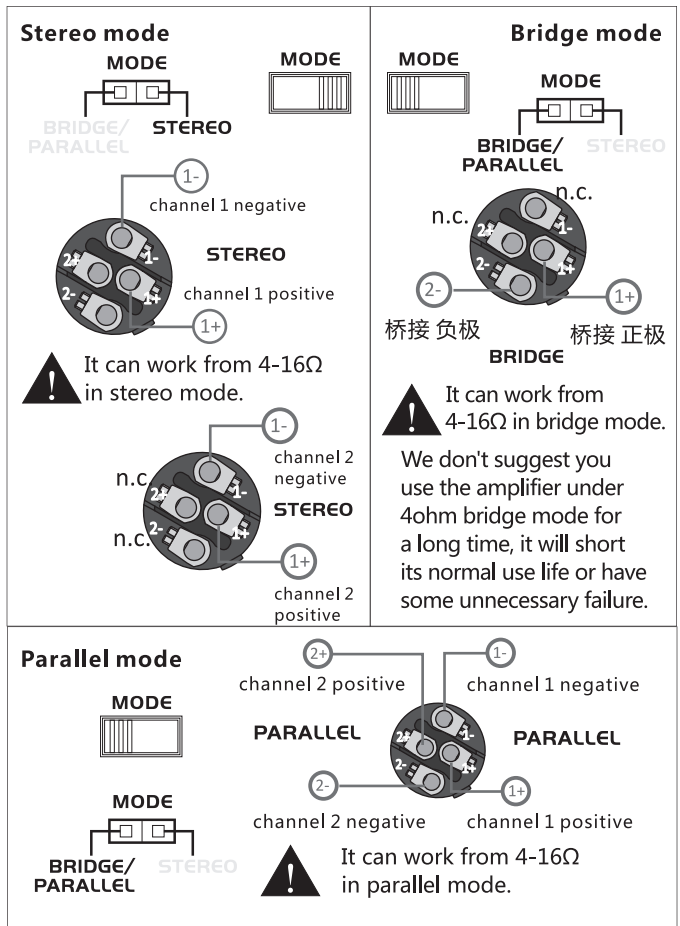 Stereo mode
MODE
BRIDGE/
PARALLEL
STEREO
MODE
1-
channel 1 negative
2+
1-
2-
1+
STEREO
channel 1 positive
1+
It can work from 4-16Ω
in stereo mode.
1-
channel 2
negative
n.c.
2+
1-
2-
1+
STEREO
n.c.
1+
channel 2
positive
Bridge mode
MODE
MODE
BRIDGE/
PARALLEL
STEREO
n.c.
n.c.
2+
1-
2-
1+
2-
1+
桥接 负极
桥接 正极
BRIDGE
It can work from
4-16Ω in bridge mode.
We don't suggest you
use the amplifier under
4ohm bridge mode for
a long time, it will short
its normal use life or have
some unnecessary failure.
Parallel mode
MODE
MODE
BRIDGE/
PARALLEL
STEREO
2+
1-
channel 2 positive
channel 1 negative
PARALLEL
2+
1-
2-
1+
PARALLEL
2-
1+
channel 2 negative
channel 1 positive
It can work from 4-16Ω
in parallel mode.